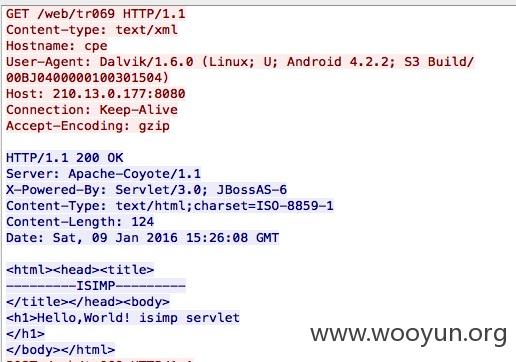 GET /web/tr069 HTTP/1.1
Content-type: text/xml
Hostname: cpe
User-Agent: Dalvik/1.6.0 (Linux; U; Android 4.2.2; S3 Build/
00BJ0400000100301504)
Host: 210.13.0.177:8080
Connection: Keep-Alive
Accept-Encoding: gzip
HTTP/1.1 200 OK
Server: Apache-Coyote/1.1
X-Powered-By: Servlet/3.0; JBossAS-6
Content-Type: text/html;charset=ISO-8859-1
Content-Length: 124
Date: Sat, 09 Jan 2016 15:26:08 GMT
<html><head><title>
---------ISIMP---------
</title></head><body>
<h1>Hello,World! isimp servlet
</h1>
</body></html>
www.wooyun.org